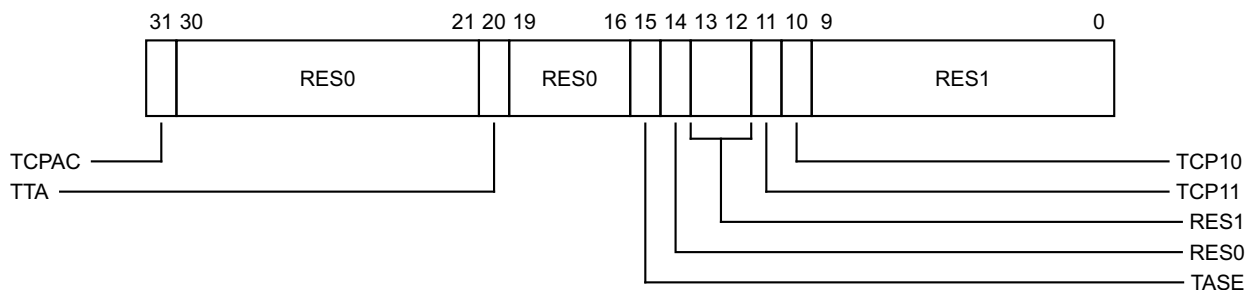 31 30 21 20 19 16 15 14 13 12 11 10 9 0
RES0 RES0 RES1
TCPAC TCP10
TTA TCP11
RES1
RES0
TASE